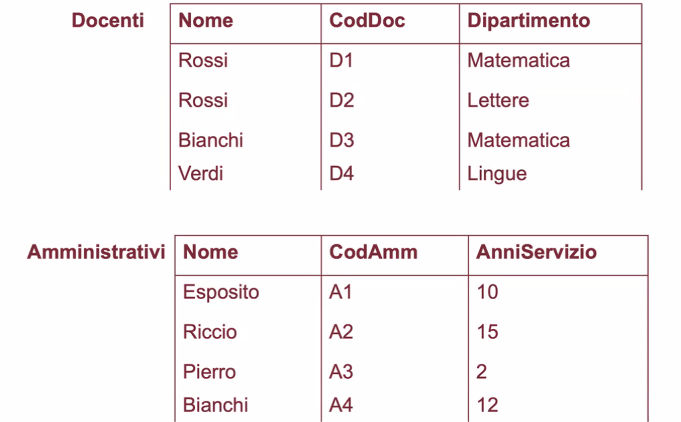 Docenti Nome CodDoc Dipartimento
Rossi D1 Matematica
Rossi D2 Lettere
Bianchi D3 Matematica
Verdi D4 Lingue
Amministrativi Nome CodAmm AnniServizio
Esposito A1 10
Riccio A2 15
Pierro A3 2
Bianchi A4 12